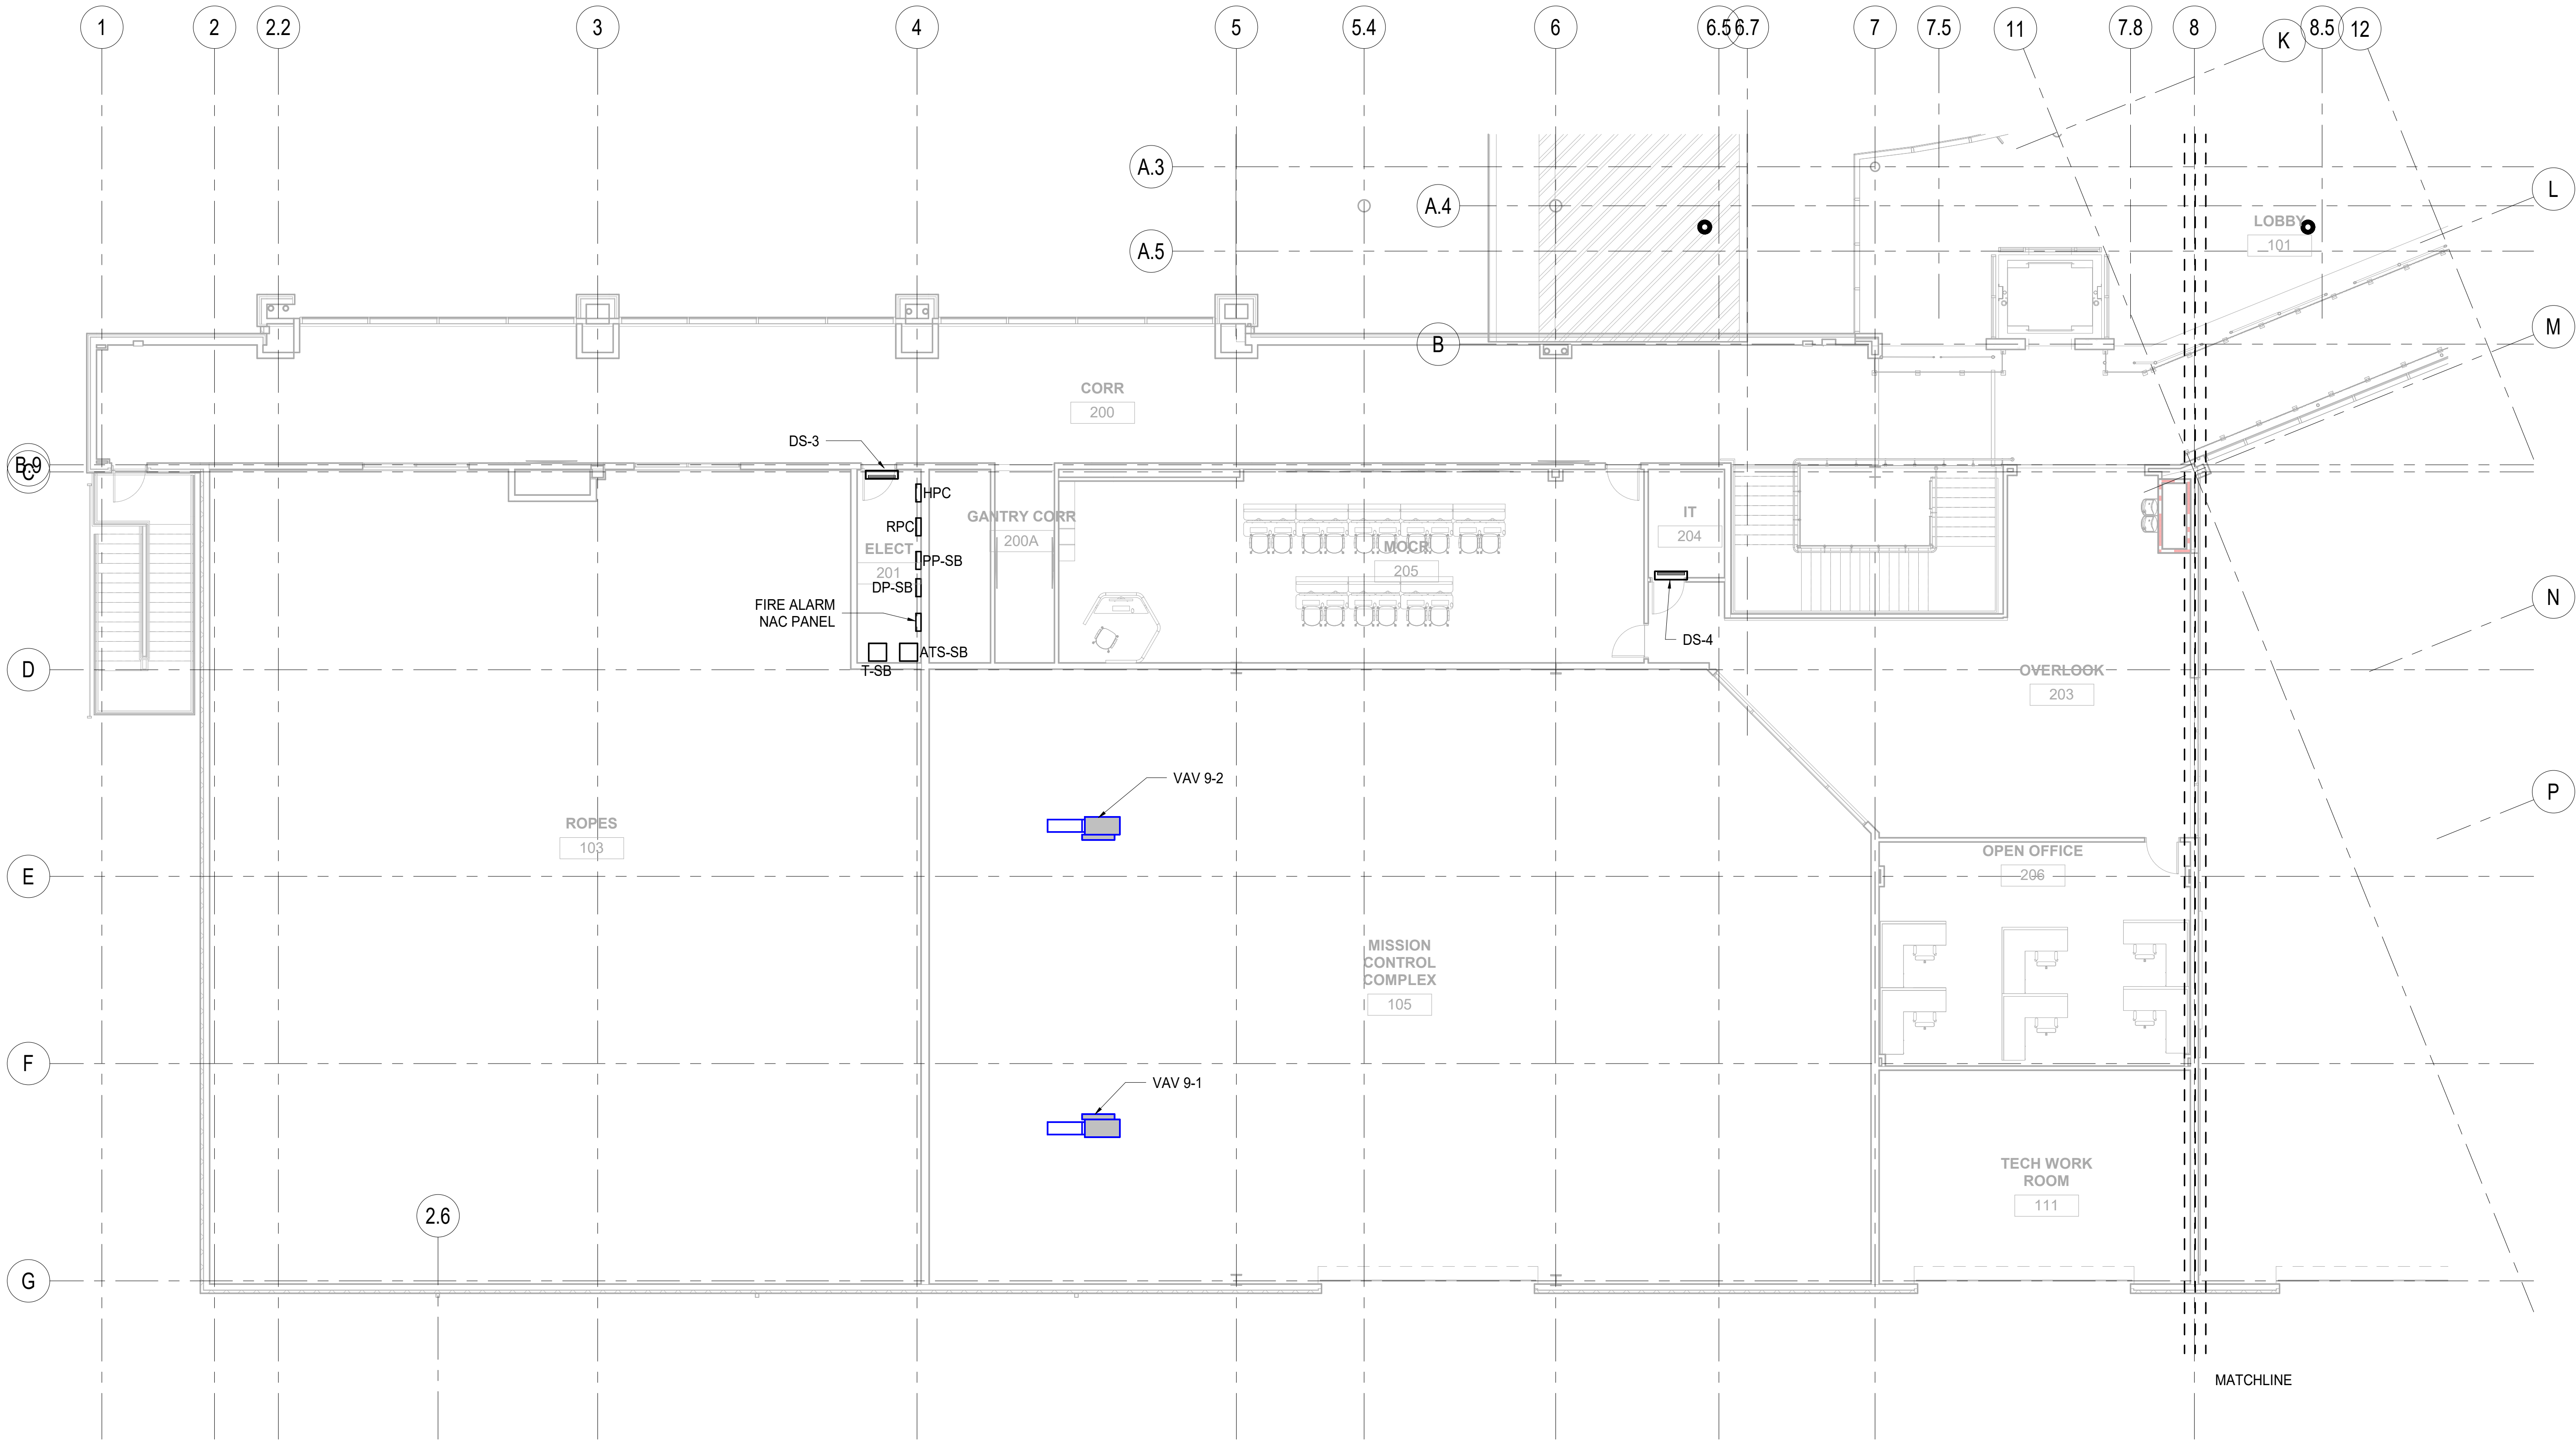 1
2
2.2
3
4
5
5.4
6
6.5
6.7
7
7.5
11
7.8
8
8.5
12
K
A.3
L
A.4
LOBBY
101
A.5
M
B
CORR
200
DS-3
B.9
C
HPC
GANTRY CORR
200A
RPC
IT
204
ELECT
201
PP-SB
MOCR
205
DP-SB
FIRE ALARM
NAC PANEL
N
DS-4
ATS-SB
T-SB
D
OVERLOOK
203
VAV 9-2
P
ROPES
103
OPEN OFFICE
206
E
MISSION
CONTROL
COMPLEX
105
F
VAV 9-1
TECH WORK
ROOM
111
2.6
G
MATCHLINE